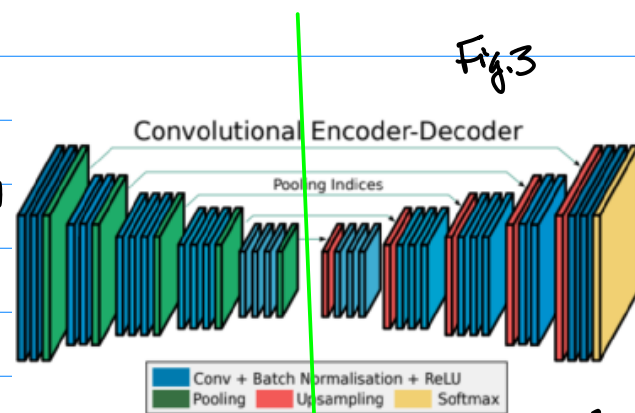 Fig.3
Convolutional Encoder-Decoder
Pooling Indices
Conv + Batch Normalisation + ReLU
Pooling Upsampling Softmax